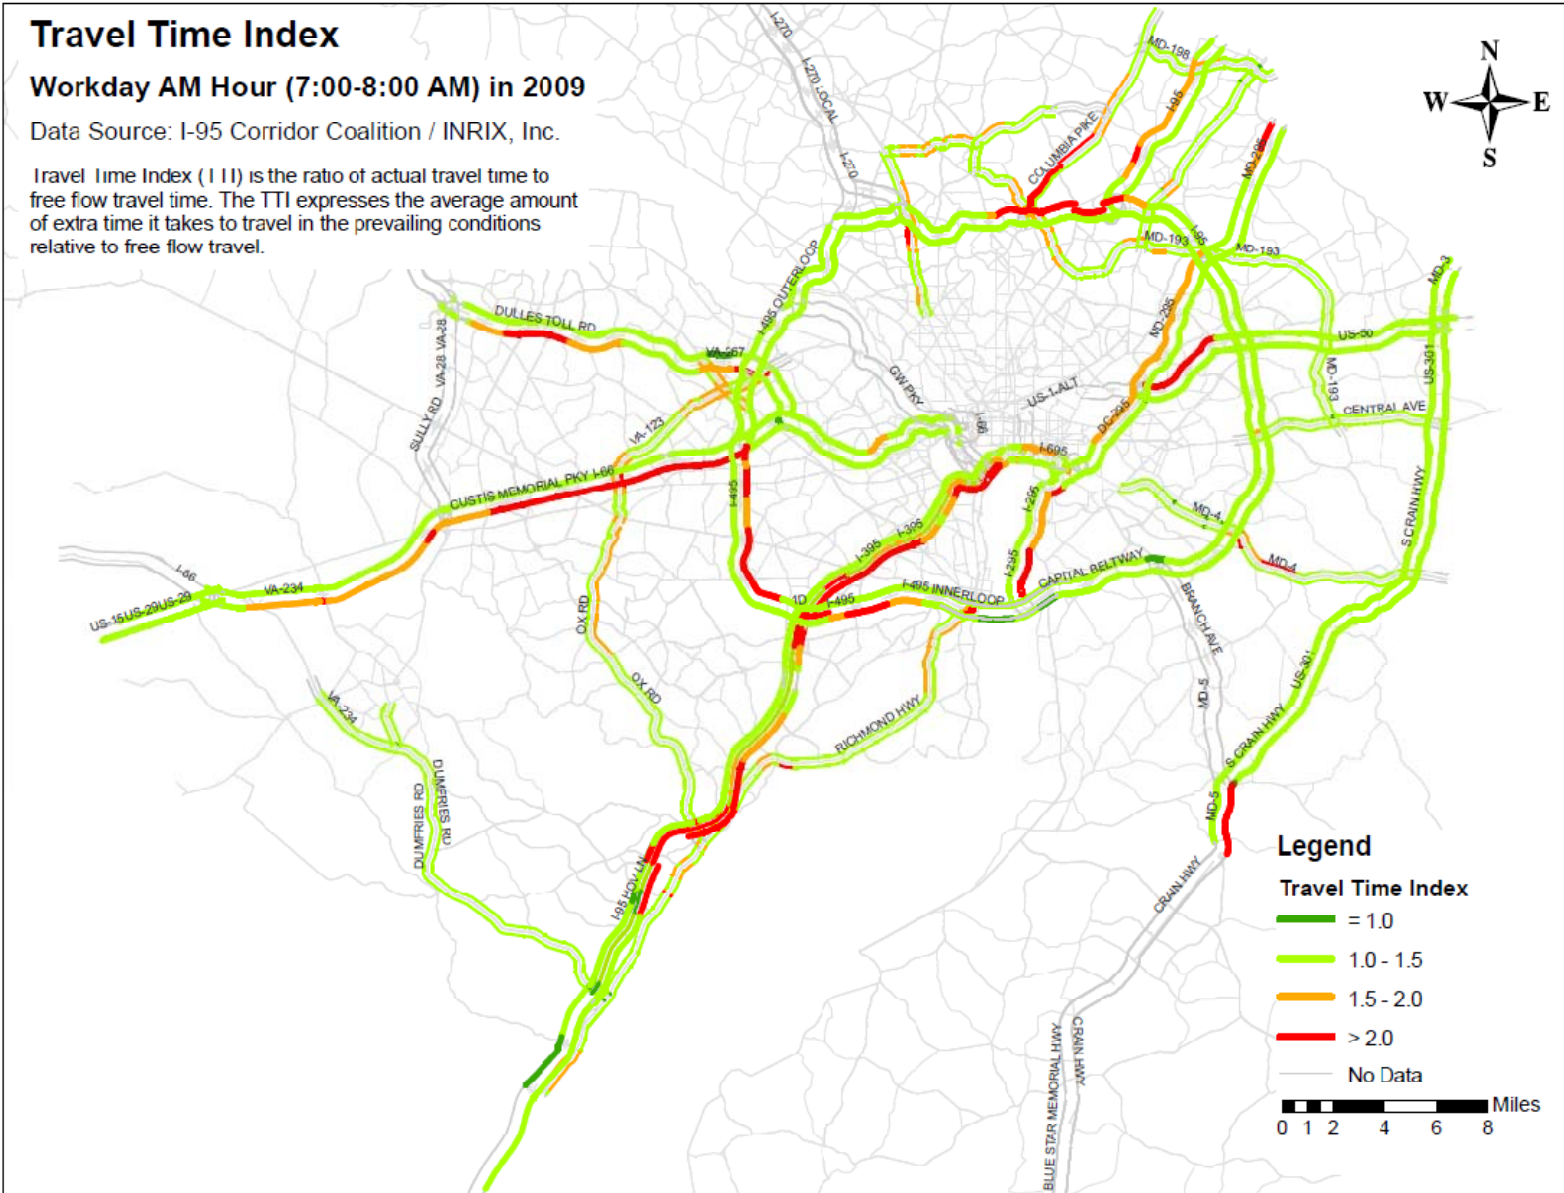 Travel Time Index
Workday AM Hour (7:00-8:00 AM) in 2009
Data Source: I-95 Corridor Coalition / INRIX, Inc.
Travel Time Index (TTI) is the ratio of actual travel time to
free flow travel time. The TTI expresses the average amount
of extra time it takes to travel in the prevailing conditions
relative to free flow travel.
N
W
E
S
I-270
I-270 LOCAL
I-270
MD-198
I-95
COLUMBIA PIKE
MD-295
I-495 OUTERLOOP
MD-193
I-95
MD-193
MD-3
DULLES TOLL RD
VA-267
MD-295
US-50
US-301
SULLY RD
VA-28
VA-28
GW PKY
US-1-ALT
MD-193
CENTRAL AVE
VA-123
I-66
DC-295
I-695
CUSTIS MEMORIAL PKY
I-66
I-495
I-295
MD-4
S CRAIN HWY
I-395
I-395
I-295
I-66
VA-234
US-15
US-29
US-29
I-495
I-495 INNERLOOP
CAPITAL BELTWAY
MD-4
OX RD
BRANCH AVE
OX RD
MD-5
US-301
VA-234
RICHMOND HWY
S CRAIN HWY
DUMFRIES RD
DUMFRIES RD
MD-5
I-95 HOV LN
CRAIN HWY
BLUE STAR MEMORIAL HWY
CRAIN HWY
Legend
Travel Time Index
= 1.0
1.0 - 1.5
1.5 - 2.0
> 2.0
No Data
Miles
0 1 2 4 6 8